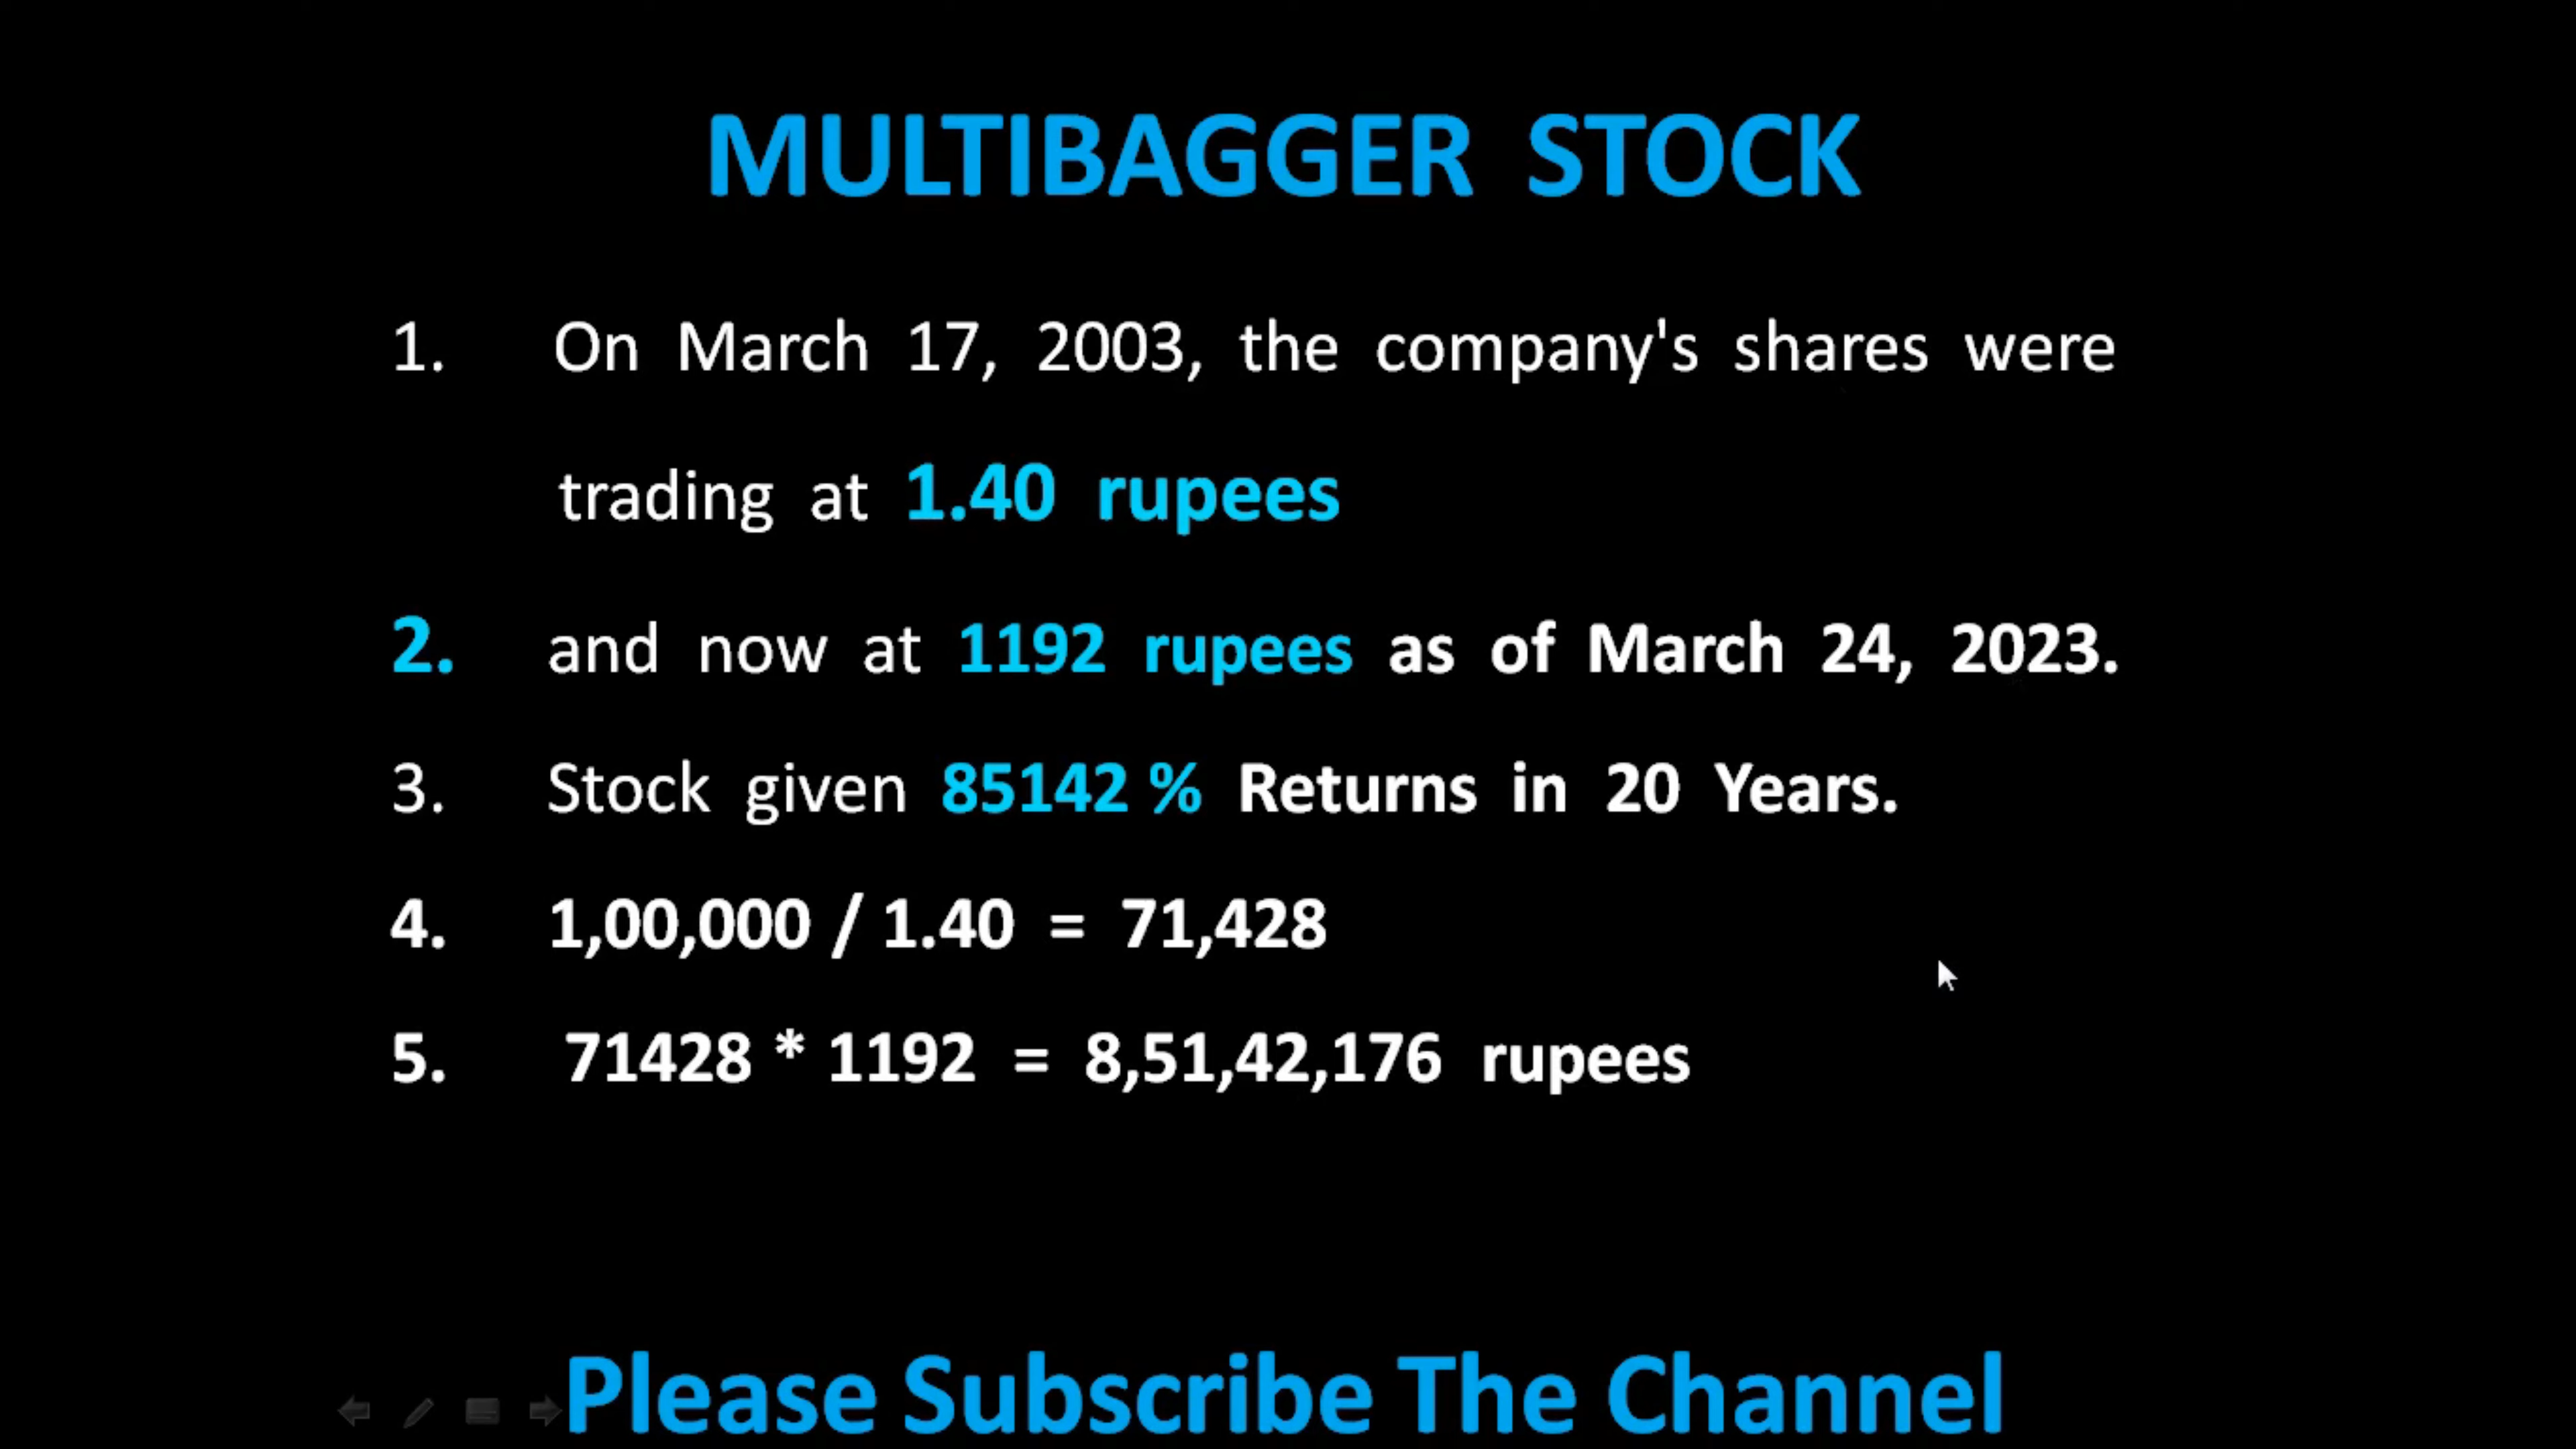 MULTIBAGGER STOCK
1. On March 17, 2003, the company's shares were
trading at 1.40 rupees
2. and now at 1192 rupees as of March 24, 2023.
3. Stock given 85142 % Returns in 20 Years.
4. 1,00,000 / 1.40 = 71,428
5. 71428 * 1192 = 8,51,42,176 rupees
Please Subscribe The Channel